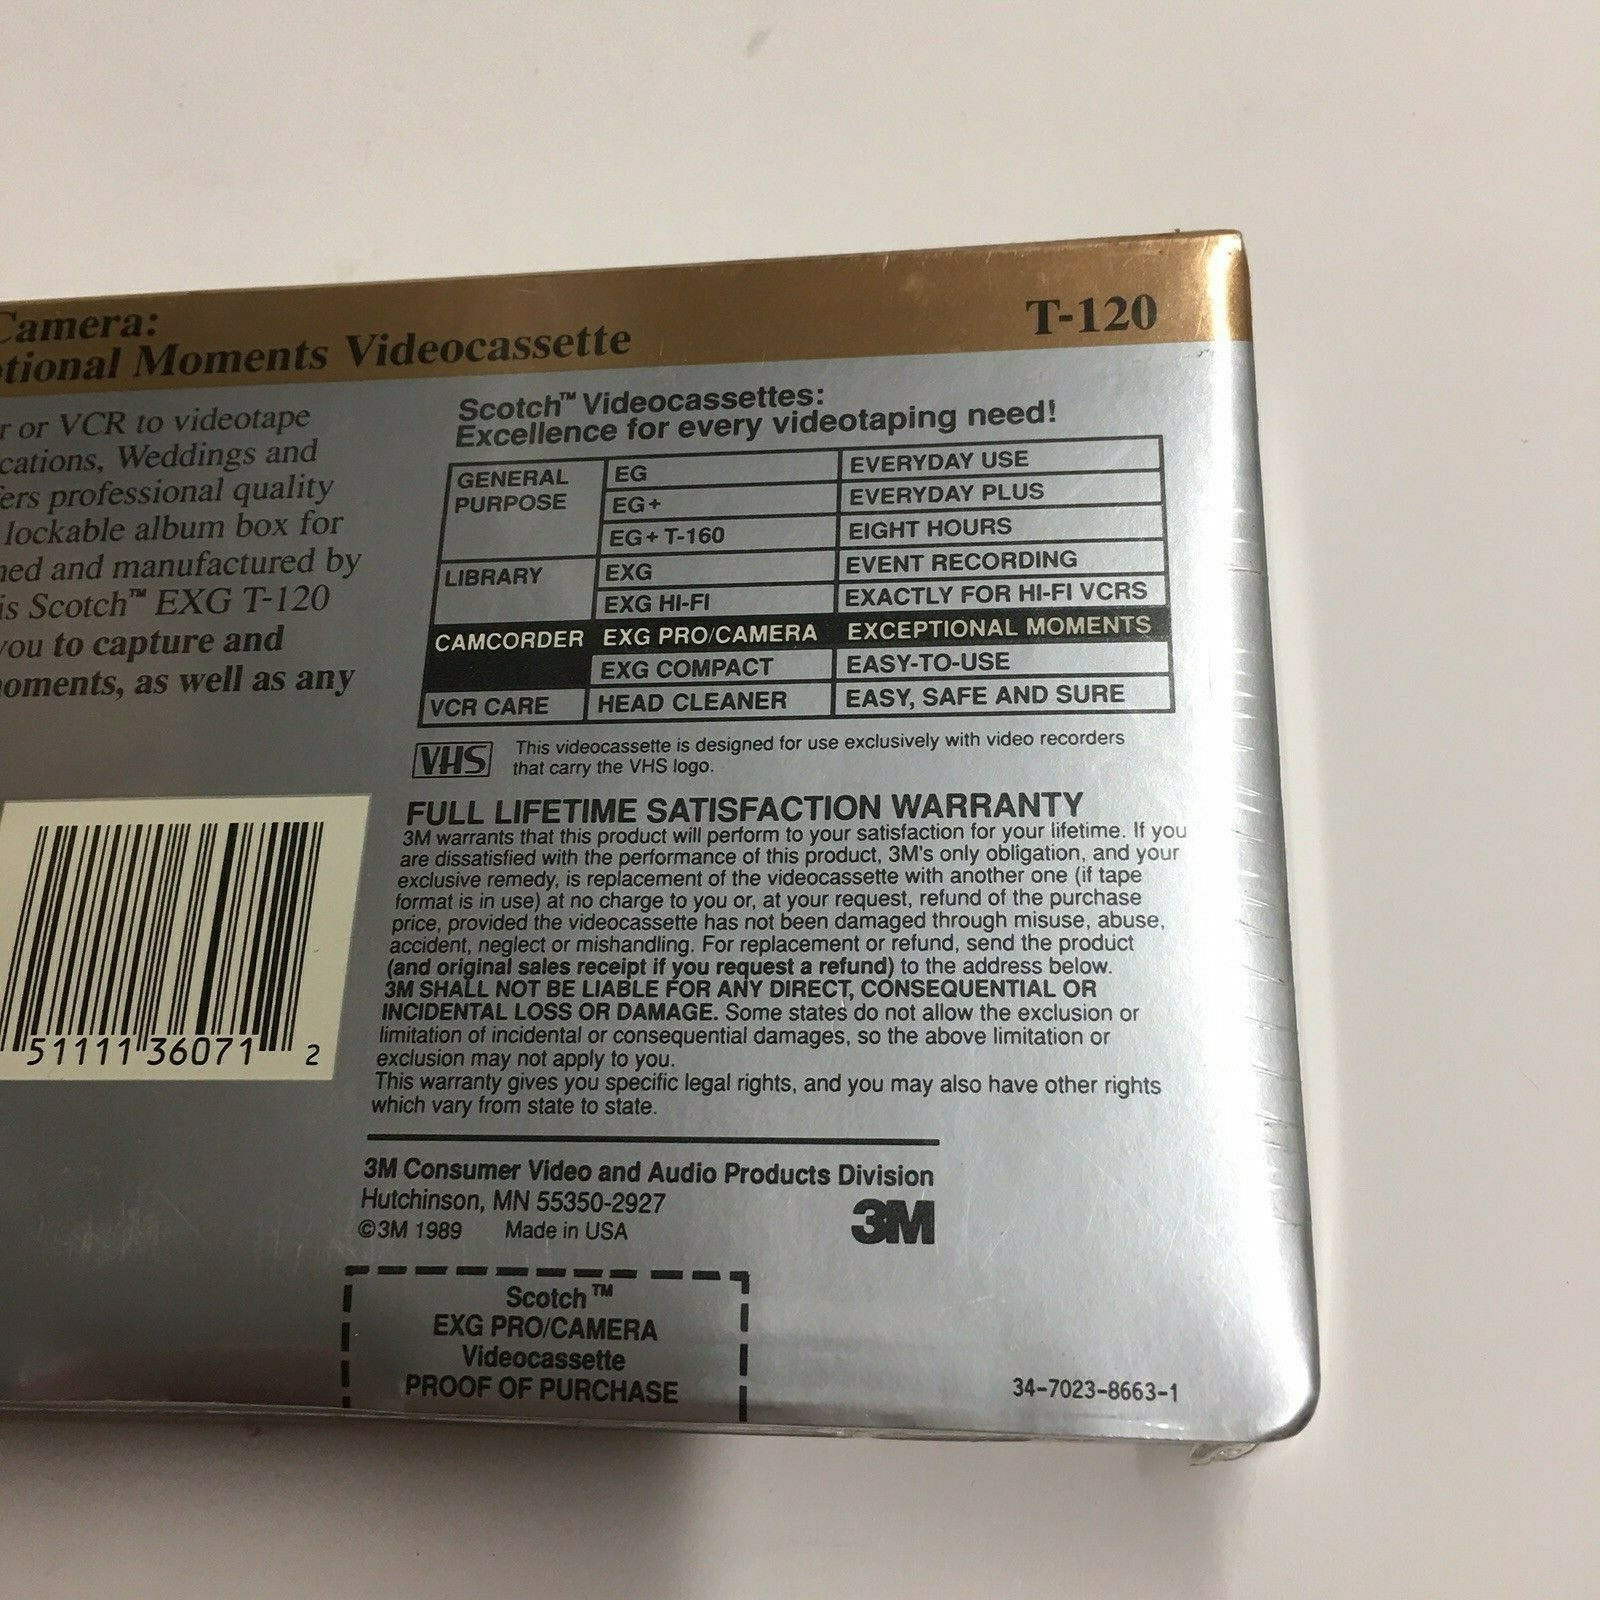 Camera:
Moments Videocassette
T-120
or VCR to videotape
Weddings and
professional quality
lockable album box for
and manufactured by
Scotch™ EXG T-120
to capture and
as well as any
51111 36071 2
Scotch™ Videocassettes:
Excellence for every videotaping need!
GENERAL PURPOSE EG EVERYDAY USE
EG+ EVERYDAY PLUS
EG+ T-160 EIGHT HOURS
LIBRARY EXG EVENT RECORDING
EXG HI-FI EXACTLY FOR HI-FI VCRS
CAMCORDER EXG PRO/CAMERA EXCEPTIONAL MOMENTS
EXG COMPACT EASY-TO-USE
VCR CARE HEAD CLEANER EASY, SAFE AND SURE
VHS This videocassette is designed for use exclusively with video recorders
that carry the VHS logo.
FULL LIFETIME SATISFACTION WARRANTY
3M warrants that this product will perform to your satisfaction for your lifetime. If you
are dissatisfied with the performance of this product, 3M's only obligation, and your
exclusive remedy, is replacement of the videocassette with another one (if tape
format is in use) at no charge to you or, at your request, refund of the purchase
price, provided the videocassette has not been damaged through misuse, abuse,
accident, neglect or mishandling. For replacement or refund, send the product
(and original sales receipt if you request a refund) to the address below.
3M SHALL NOT BE LIABLE FOR ANY DIRECT, CONSEQUENTIAL OR
INCIDENTAL LOSS OR DAMAGE. Some states do not allow the exclusion or
limitation of incidental or consequential damages, so the above limitation or
exclusion may not apply to you.
This warranty gives you specific legal rights, and you may also have other rights
which vary from state to state.
3M Consumer Video and Audio Products Division
Hutchinson, MN 55350-2927
©3M 1989 Made in USA
3M
Scotch™
EXG PRO/CAMERA
Videocassette
PROOF OF PURCHASE
34-7023-8663-1